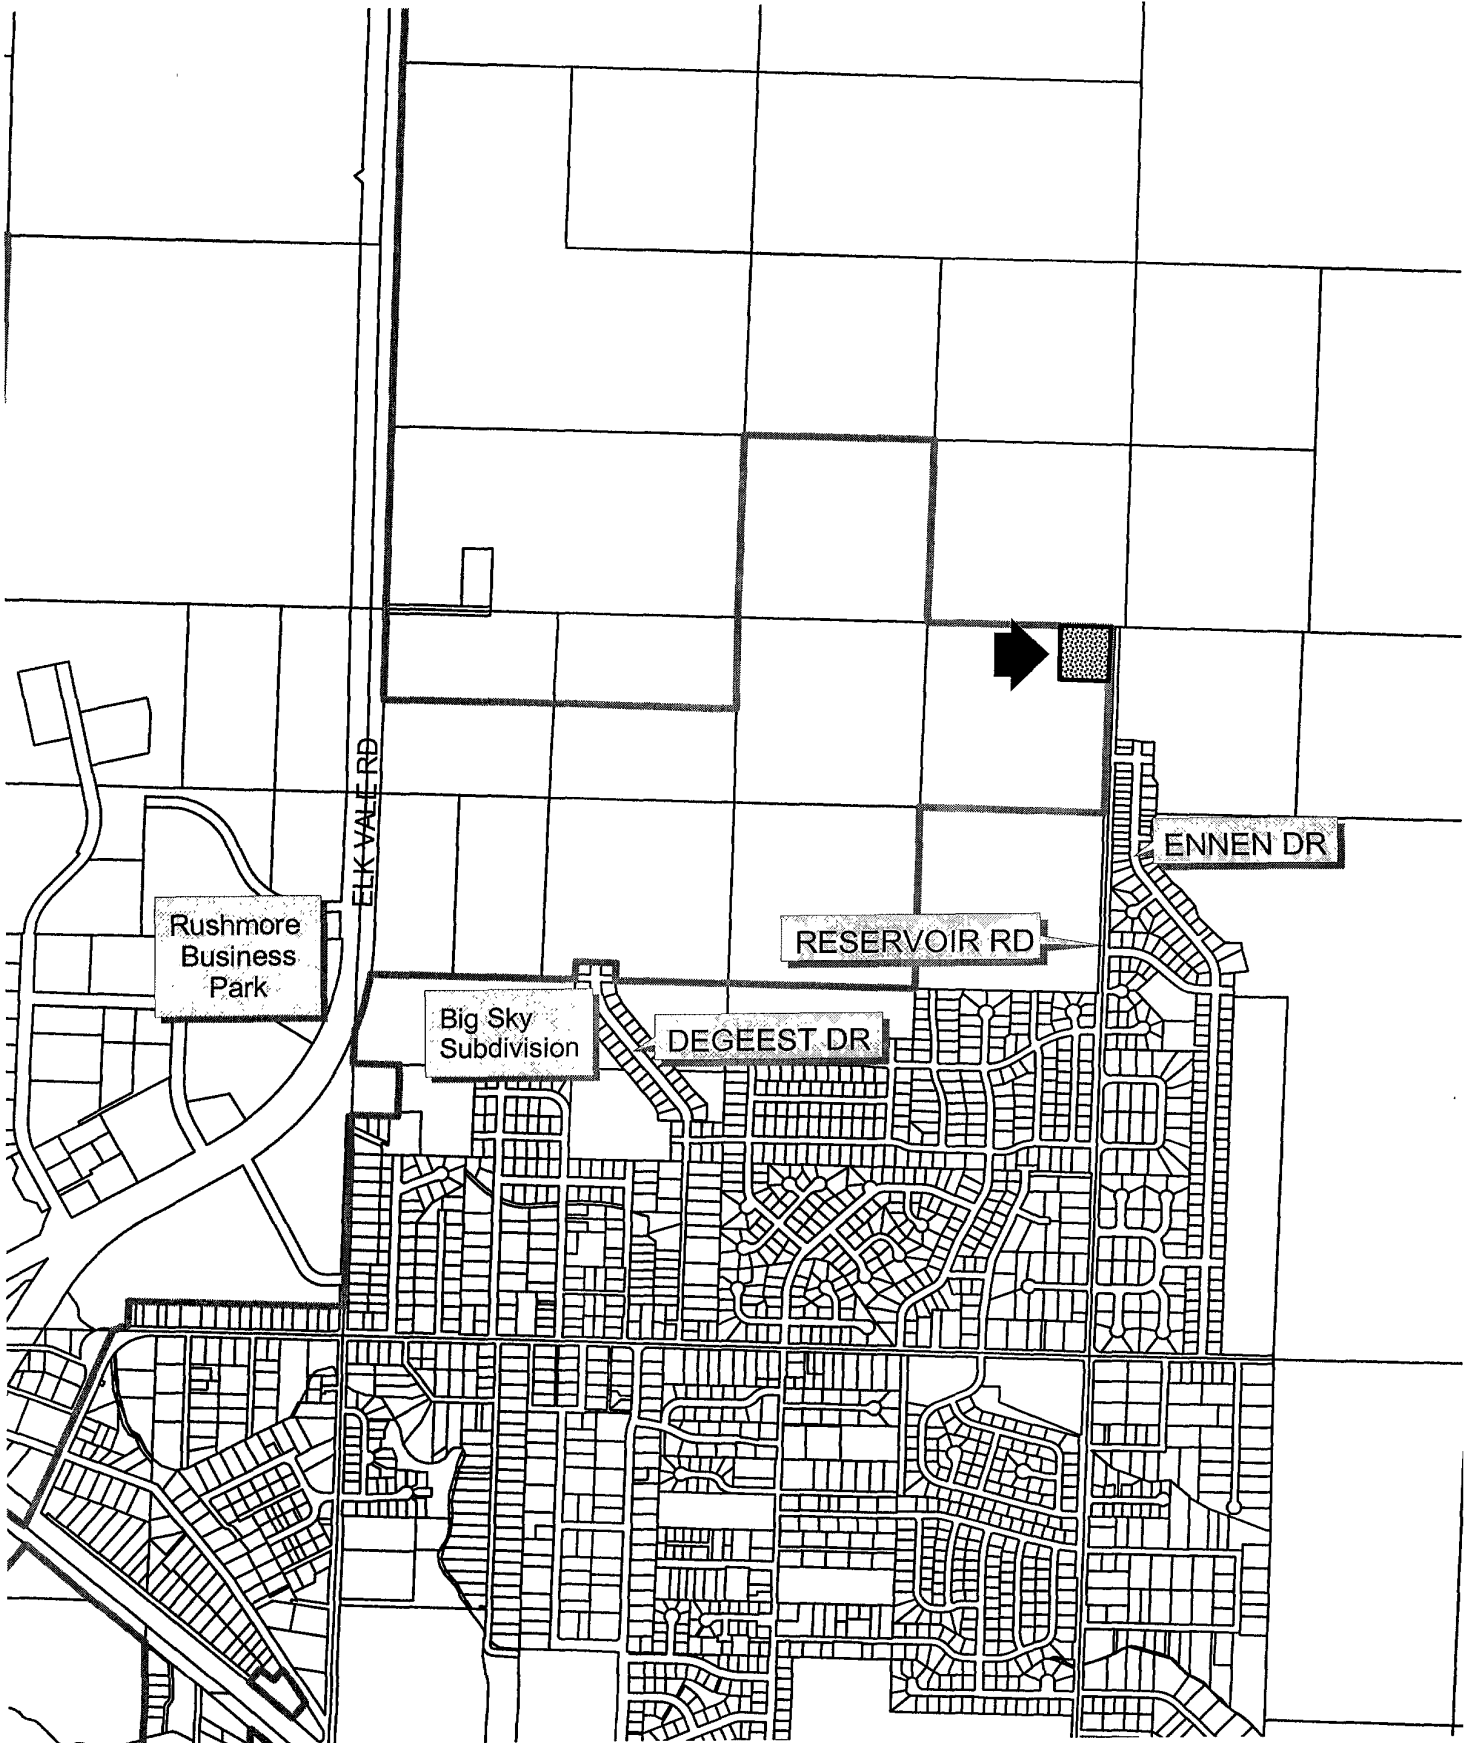 ELK VALE RD
ENNEN DR
Rushmore
Business
Park
RESERVOIR RD
Big Sky
Subdivision
DEGEEST DR